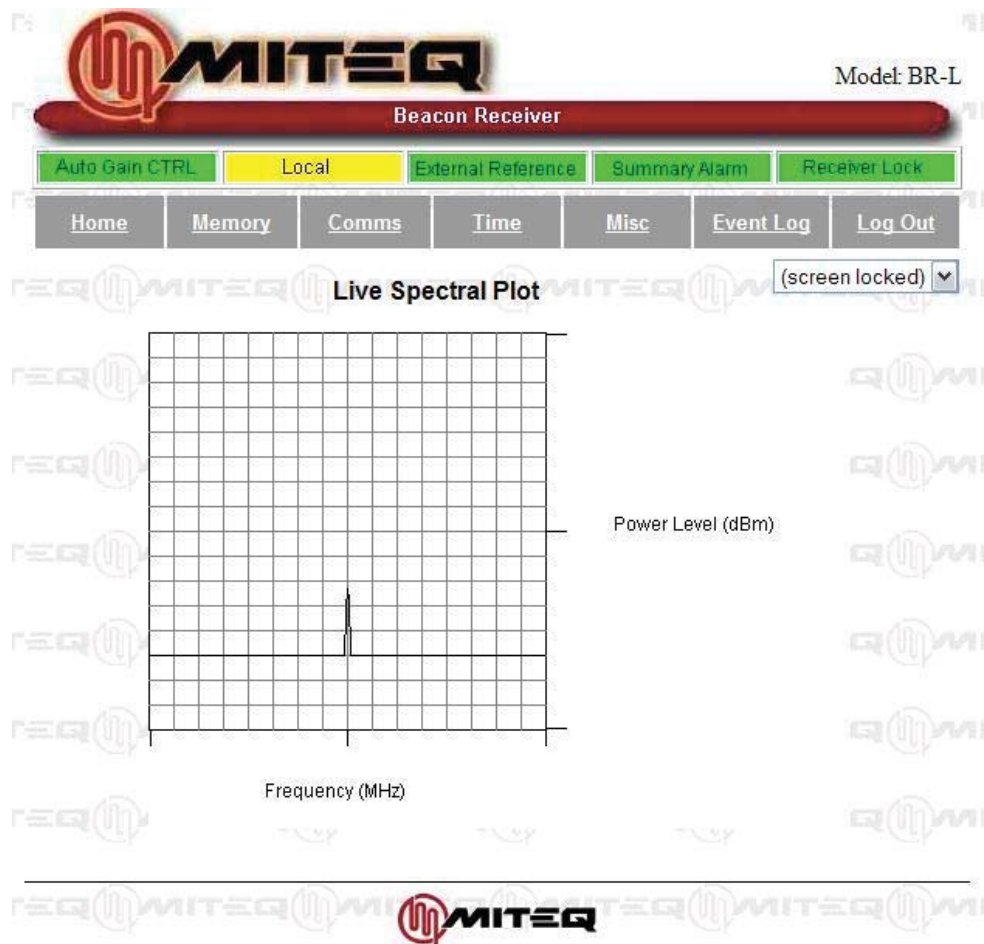 MITEQ
Model: BR-L
Beacon Receiver
Auto Gain CTRL Local External Reference Summary Alarm Receiver Lock
Home Memory Comms Time Misc Event Log Log Out
(screen locked)
Live Spectral Plot
Power Level (dBm)
Frequency (MHz)
MITEQ